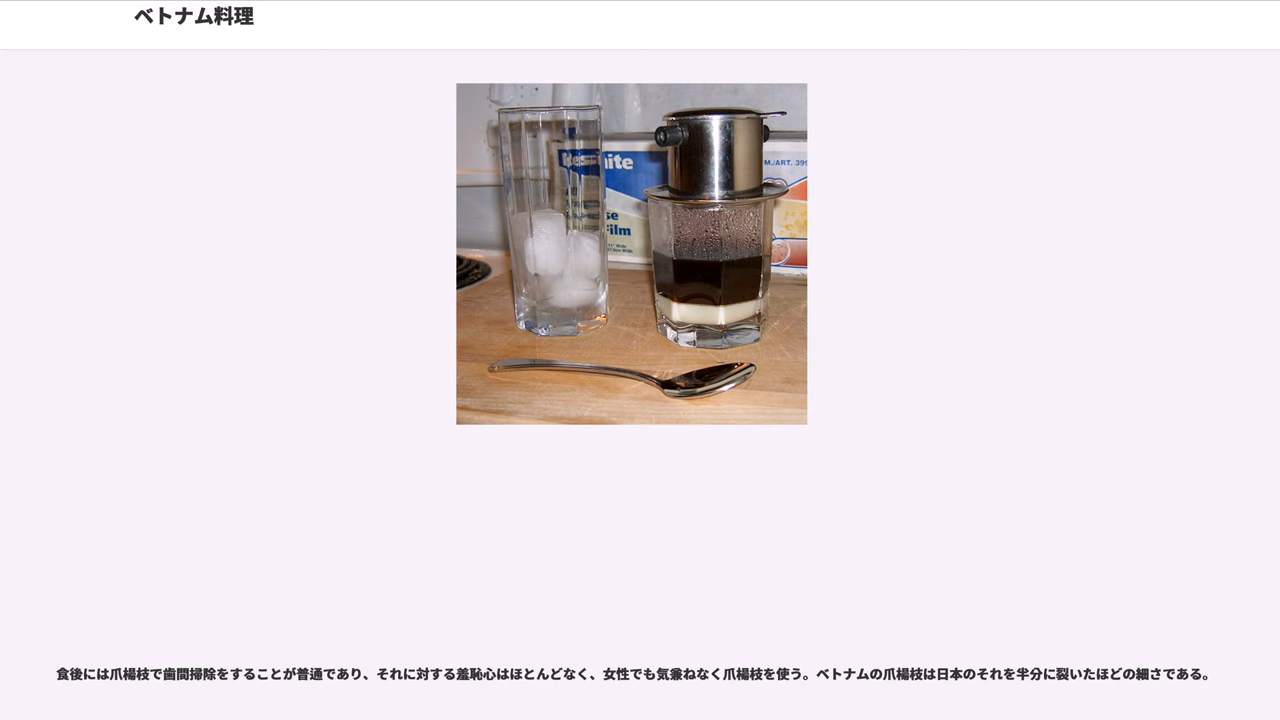 ベトナム料理
M./ART. 399
se
Film
食後には爪楊枝で歯間掃除をすることが普通であり、それに対する羞恥心はほとんどなく、女性でも気兼ねなく爪楊枝を使う。ベトナムの爪楊枝は日本のそれを半分に裂いたほどの細さである。